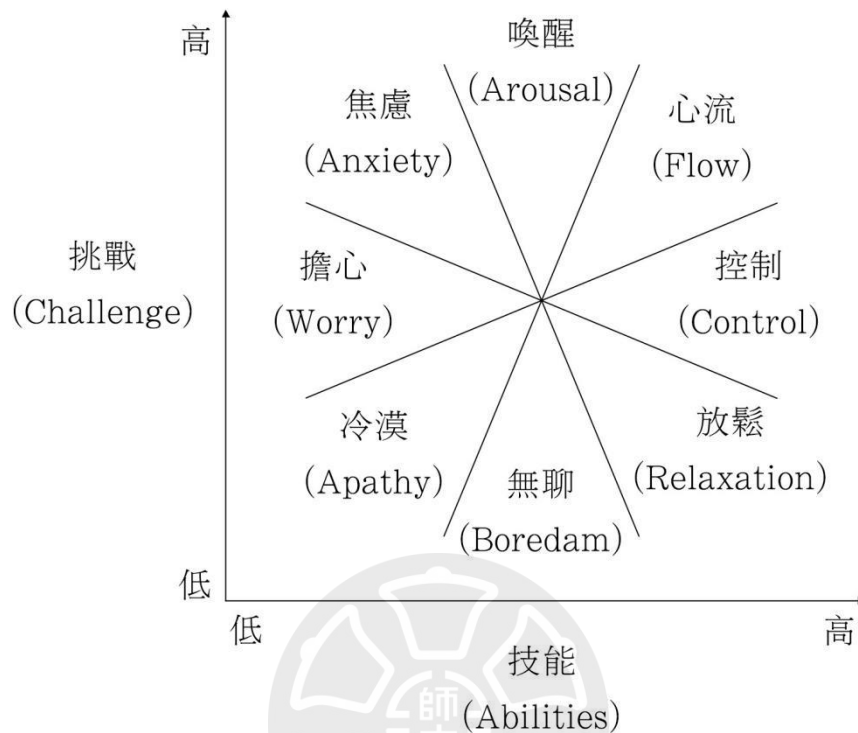 高
喚醒
(Arousal)
焦慮
(Anxiety)
心流
(Flow)
挑戰
(Challenge)
擔心
(Worry)
控制
(Control)
冷漠
(Apathy)
無聊
(Boredam)
放鬆
(Relaxation)
低
低
高
技能
(Abilities)
師